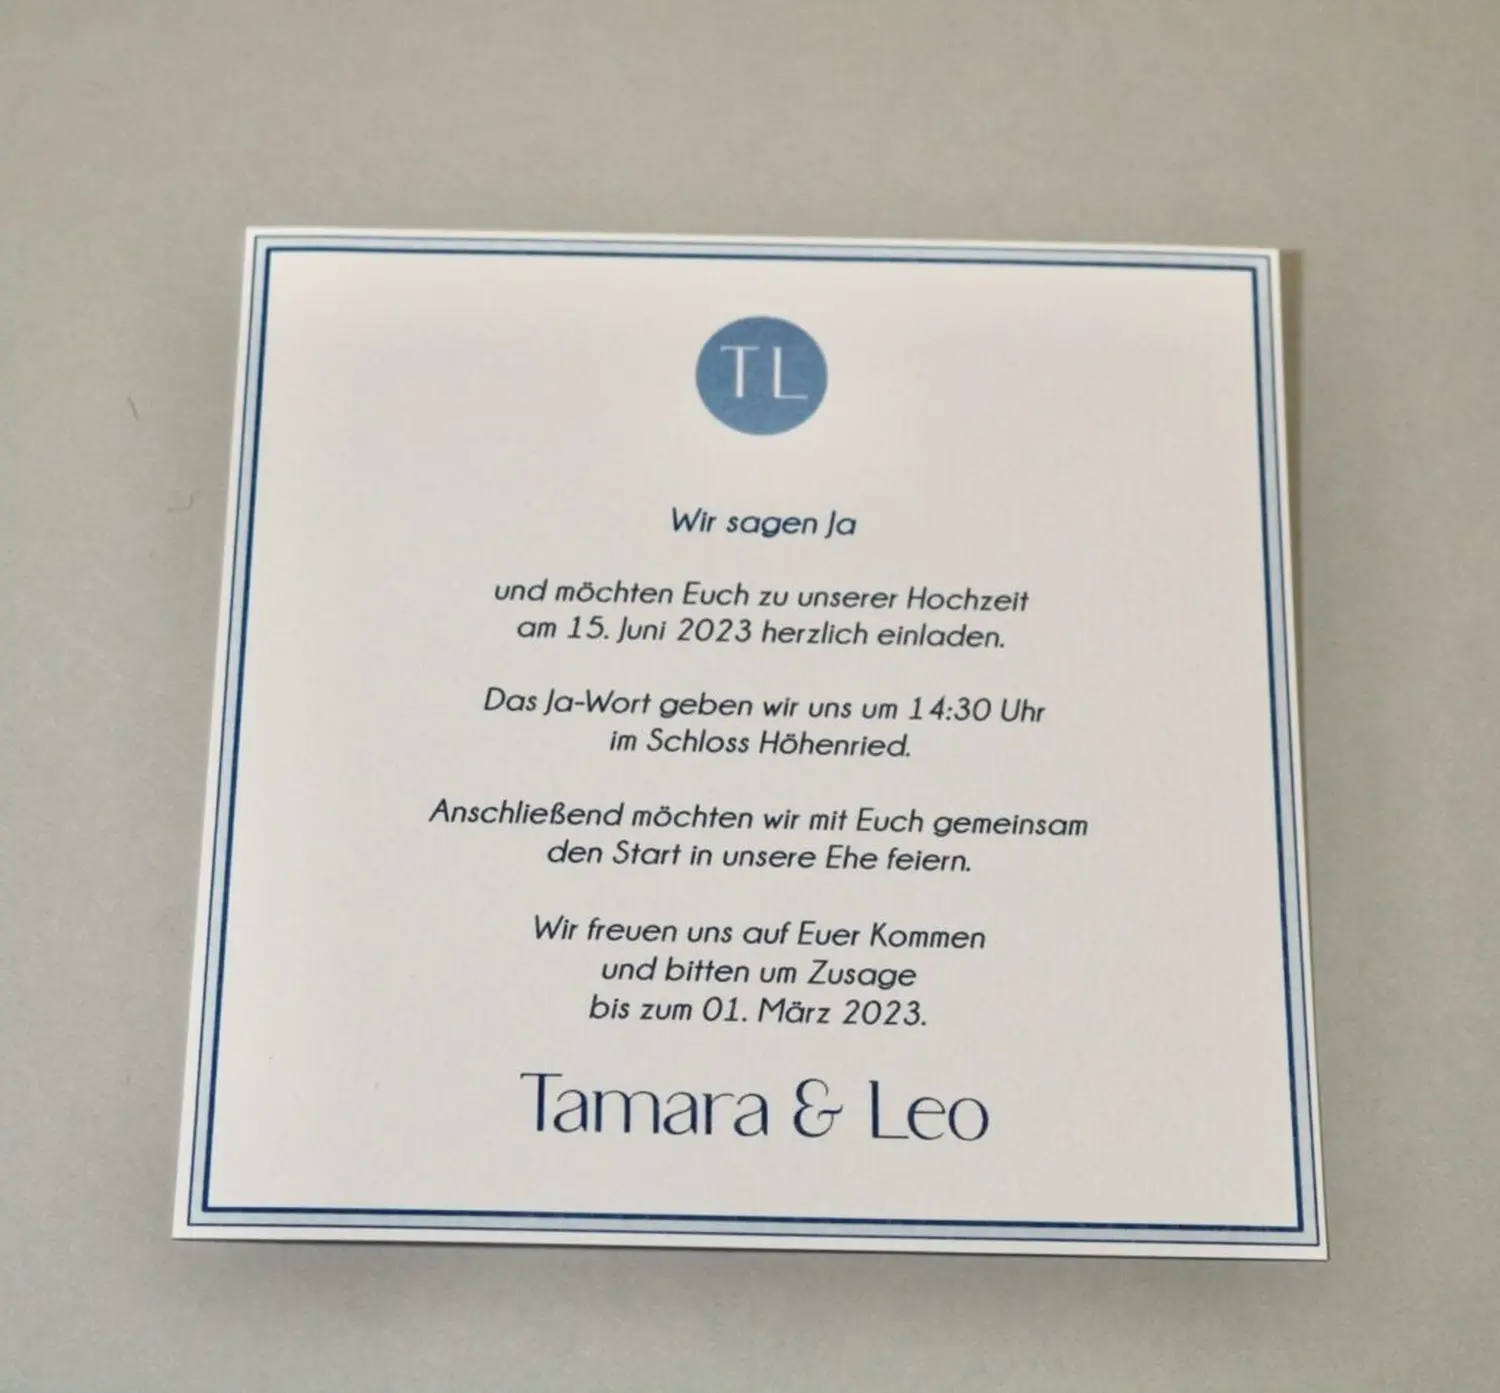 TL
Wir sagen Ja
und möchten Euch zu unserer Hochzeit
am 15. Juni 2023 herzlich einladen.
Das Ja-Wort geben wir uns um 14:30 Uhr
im Schloss Höhenried.
Anschließend möchten wir mit Euch gemeinsam
den Start in unsere Ehe feiern.
Wir freuen uns auf Euer Kommen
und bitten um Zusage
bis zum 01. März 2023.
Tamara & Leo